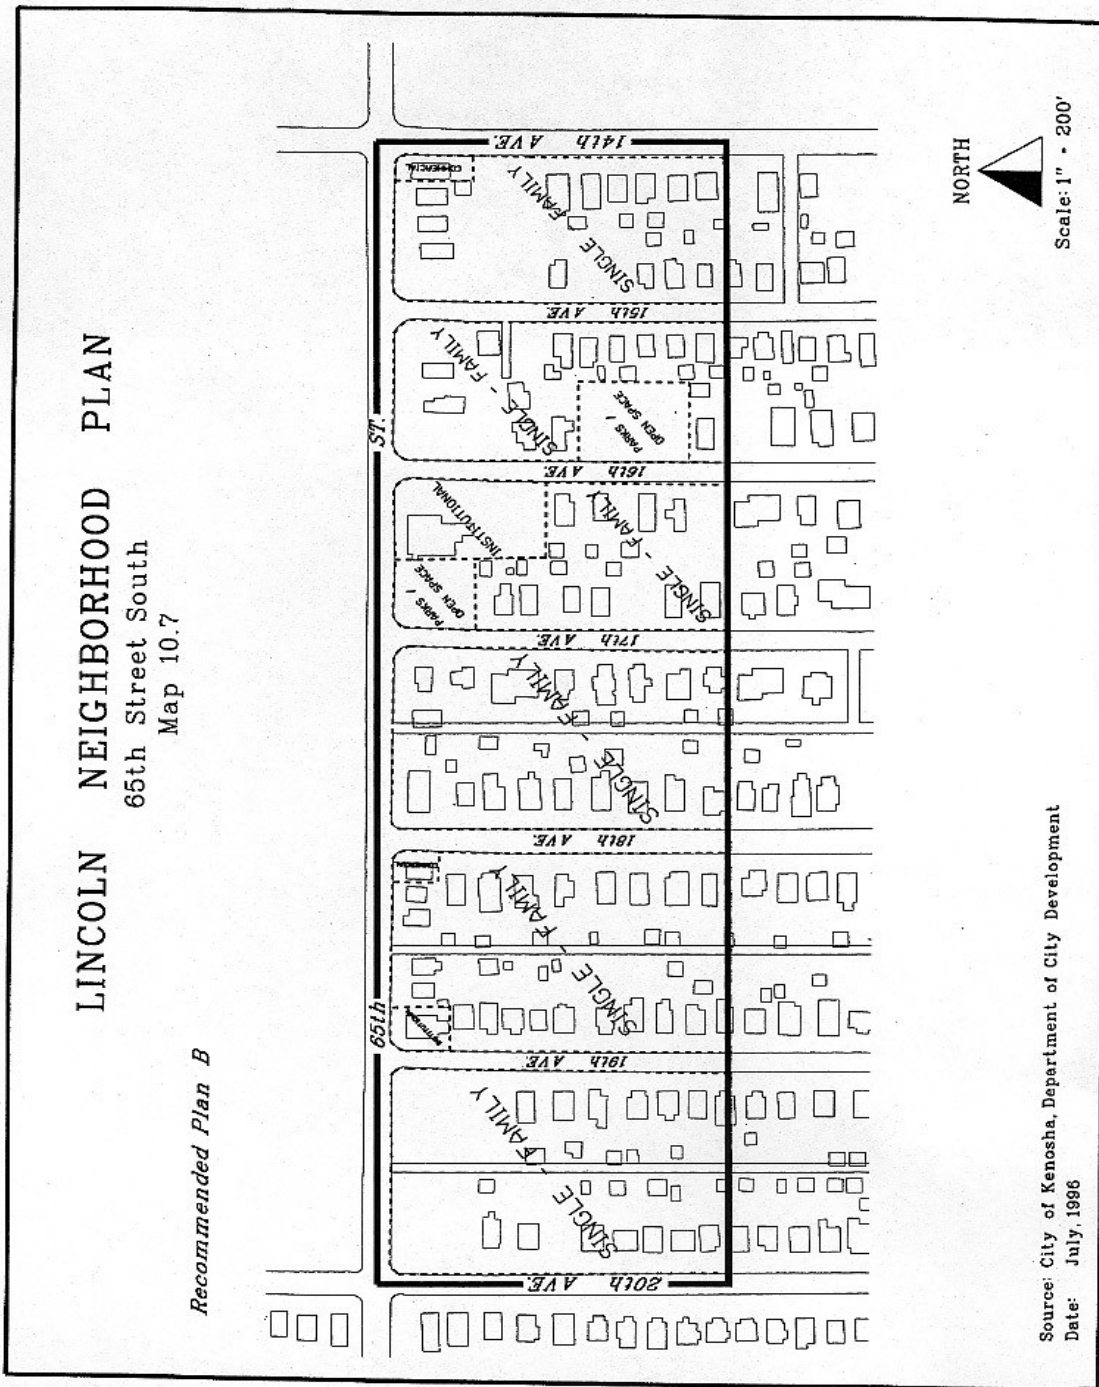 LINCOLN NEIGHBORHOOD PLAN
65th Street South
Map 10.7
Recommended Plan B
65th ST.
20th AVE.
SINGLE - FAMILY
19th AVE.
INSTITUTIONAL
SINGLE - FAMILY
COMMERCIAL
18th AVE.
SINGLE - FAMILY
17th AVE.
PARKS /
OPEN SPACE
INSTITUTIONAL
SINGLE - FAMILY
16th AVE.
SINGLE - FAMILY
PARKS /
OPEN SPACE
15th AVE.
SINGLE - FAMILY
COMMERCIAL
14th AVE.
NORTH
Scale: 1" - 200'
Source: City of Kenosha, Department of City Development
Date: July, 1996